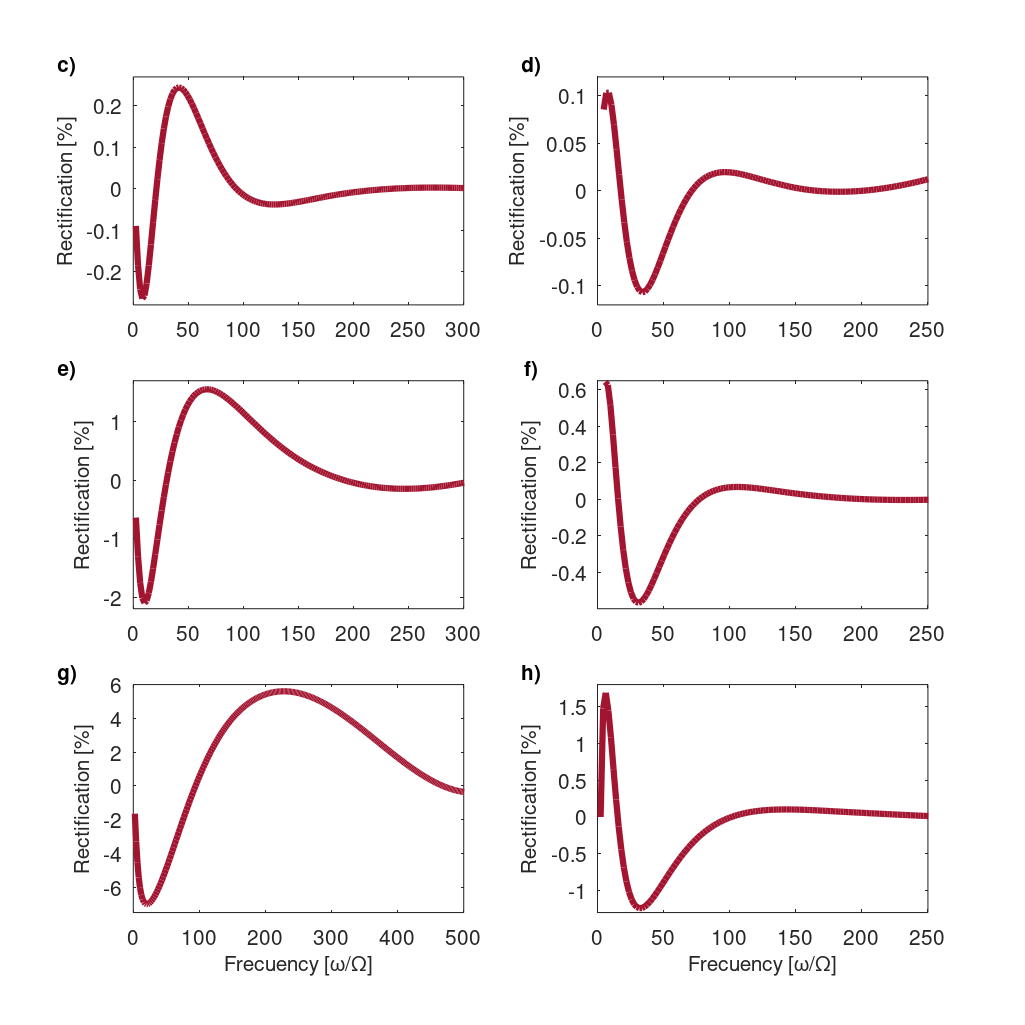 c)
Rectification [%]
0.2
0.1
0
-0.1
-0.2
0 50 100 150 200 250 300
d)
Rectification [%]
0.1
0.05
0
-0.05
-0.1
0 50 100 150 200 250
e)
Rectification [%]
1
0
-1
-2
0 50 100 150 200 250 300
f)
Rectification [%]
0.6
0.4
0.2
0
-0.2
-0.4
0 50 100 150 200 250
g)
Rectification [%]
6
4
2
0
-2
-4
-6
0 100 200 300 400 500
Frecuency [ω/Ω]
h)
Rectification [%]
1.5
1
0.5
0
-0.5
-1
0 50 100 150 200 250
Frecuency [ω/Ω]